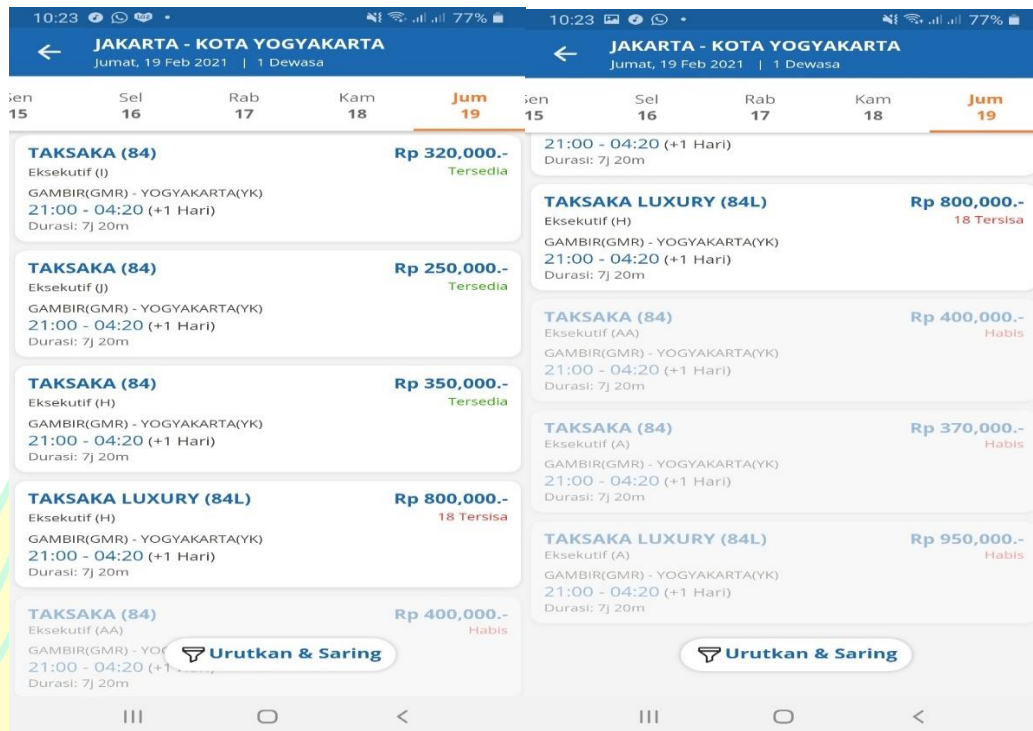 10:23 77%
JAKARTA - KOTA YOGYAKARTA
Jumat, 19 Feb 2021 | 1 Dewasa
Sel Rab Kam Jum
15 16 17 18 19
TAKSAKA (84) Rp 320,000.-
Eksekutif (I) Tersedia
GAMBIR(GMR) - YOGYAKARTA(YK)
21:00 - 04:20 (+1 Hari)
Durasi: 7j 20m
TAKSAKA (84) Rp 250,000.-
Eksekutif (J) Tersedia
GAMBIR(GMR) - YOGYAKARTA(YK)
21:00 - 04:20 (+1 Hari)
Durasi: 7j 20m
TAKSAKA (84) Rp 350,000.-
Eksekutif (H) Tersedia
GAMBIR(GMR) - YOGYAKARTA(YK)
21:00 - 04:20 (+1 Hari)
Durasi: 7j 20m
TAKSAKA LUXURY (84L) Rp 800,000.-
Eksekutif (H) 18 Tersisa
GAMBIR(GMR) - YOGYAKARTA(YK)
21:00 - 04:20 (+1 Hari)
Durasi: 7j 20m
TAKSAKA (84) Rp 400,000.-
Eksekutif (AA) Habis
GAMBIR(GMR)
Urutkan & Saring
21:00 - 04:20
Durasi: 7j 20m
10:23 77%
JAKARTA - KOTA YOGYAKARTA
Jumat, 19 Feb 2021 | 1 Dewasa
Sel Rab Kam Jum
15 16 17 18 19
21:00 - 04:20 (+1 Hari)
Durasi: 7j 20m
TAKSAKA LUXURY (84L) Rp 800,000.-
Eksekutif (H) 18 Tersisa
GAMBIR(GMR) - YOGYAKARTA(YK)
21:00 - 04:20 (+1 Hari)
Durasi: 7j 20m
TAKSAKA (84) Rp 400,000.-
Eksekutif (AA) Habis
GAMBIR(GMR) - YOGYAKARTA(YK)
21:00 - 04:20 (+1 Hari)
Durasi: 7j 20m
TAKSAKA (84) Rp 370,000.-
Eksekutif (A) Habis
GAMBIR(GMR) - YOGYAKARTA(YK)
21:00 - 04:20 (+1 Hari)
Durasi: 7j 20m
TAKSAKA LUXURY (84L) Rp 950,000.-
Eksekutif (A) Habis
GAMBIR(GMR) - YOGYAKARTA(YK)
21:00 - 04:20 (+1 Hari)
Durasi: 7j 20m
Urutkan & Saring